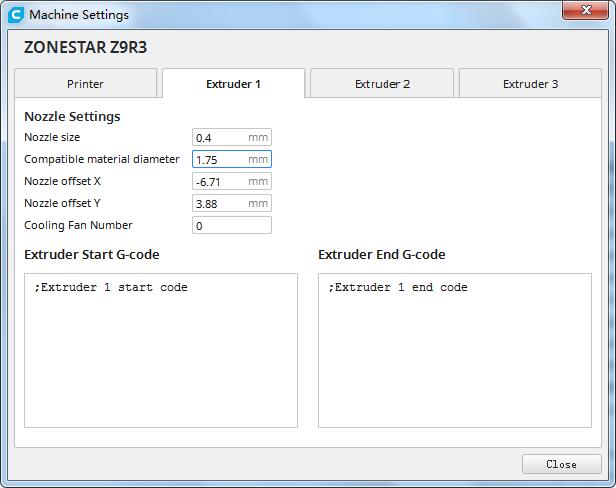 Machine Settings
ZONESTAR Z9R3
Printer
Extruder 1
Extruder 2
Extruder 3
Nozzle Settings
Nozzle size 0.4 mm
Compatible material diameter 1.75 mm
Nozzle offset X -6.71 mm
Nozzle offset Y 3.88 mm
Cooling Fan Number 0
Extruder Start G-code
;Extruder 1 start code
Extruder End G-code
;Extruder 1 end code
Close